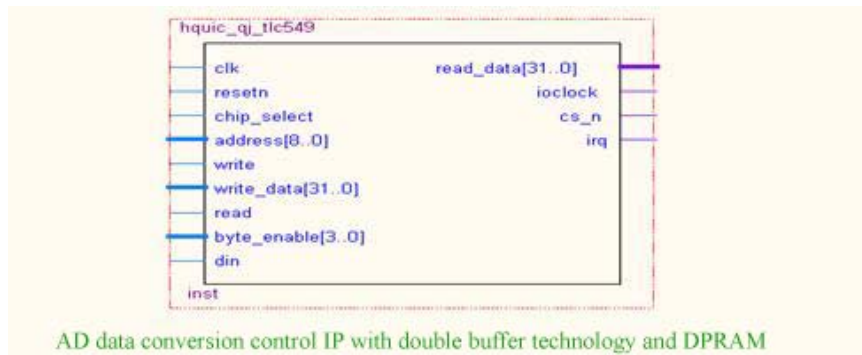 hquic_qj_tlc549
clk read_data[31..0]
resetn ioclock
chip_select cs_n
address[8..0] irq
write
write_data[31..0]
read
byte_enable[3..0]
din
inst
AD data conversion control IP with double buffer technology and DPRAM